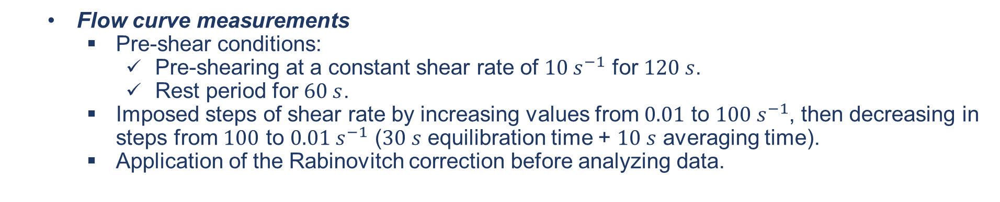 • Flow curve measurements
▪ Pre-shear conditions:
✓ Pre-shearing at a constant shear rate of 10 s⁻¹ for 120 s.
✓ Rest period for 60 s.
▪ Imposed steps of shear rate by increasing values from 0.01 to 100 s⁻¹, then decreasing in
steps from 100 to 0.01 s⁻¹ (30 s equilibration time + 10 s averaging time).
▪ Application of the Rabinovitch correction before analyzing data.